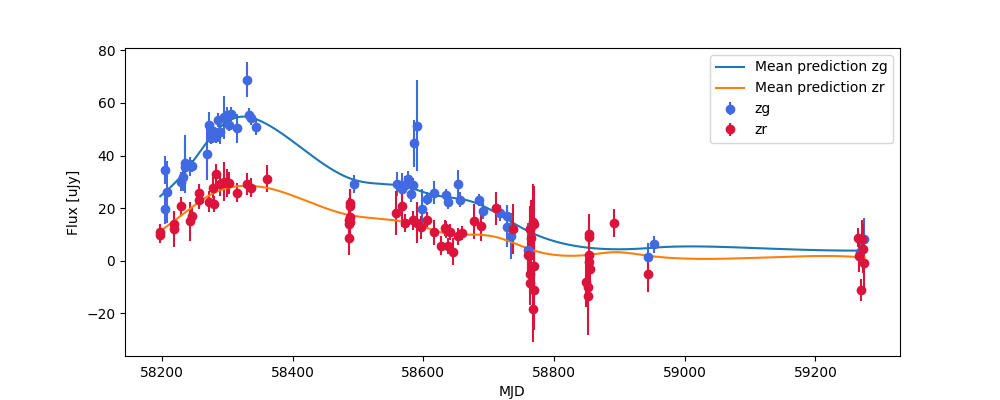 80
60
40
20
0
−20
Flux [uJy]
58200 58400 58600 58800 59000 59200
MJD
Mean prediction zg
Mean prediction zr
zg
zr